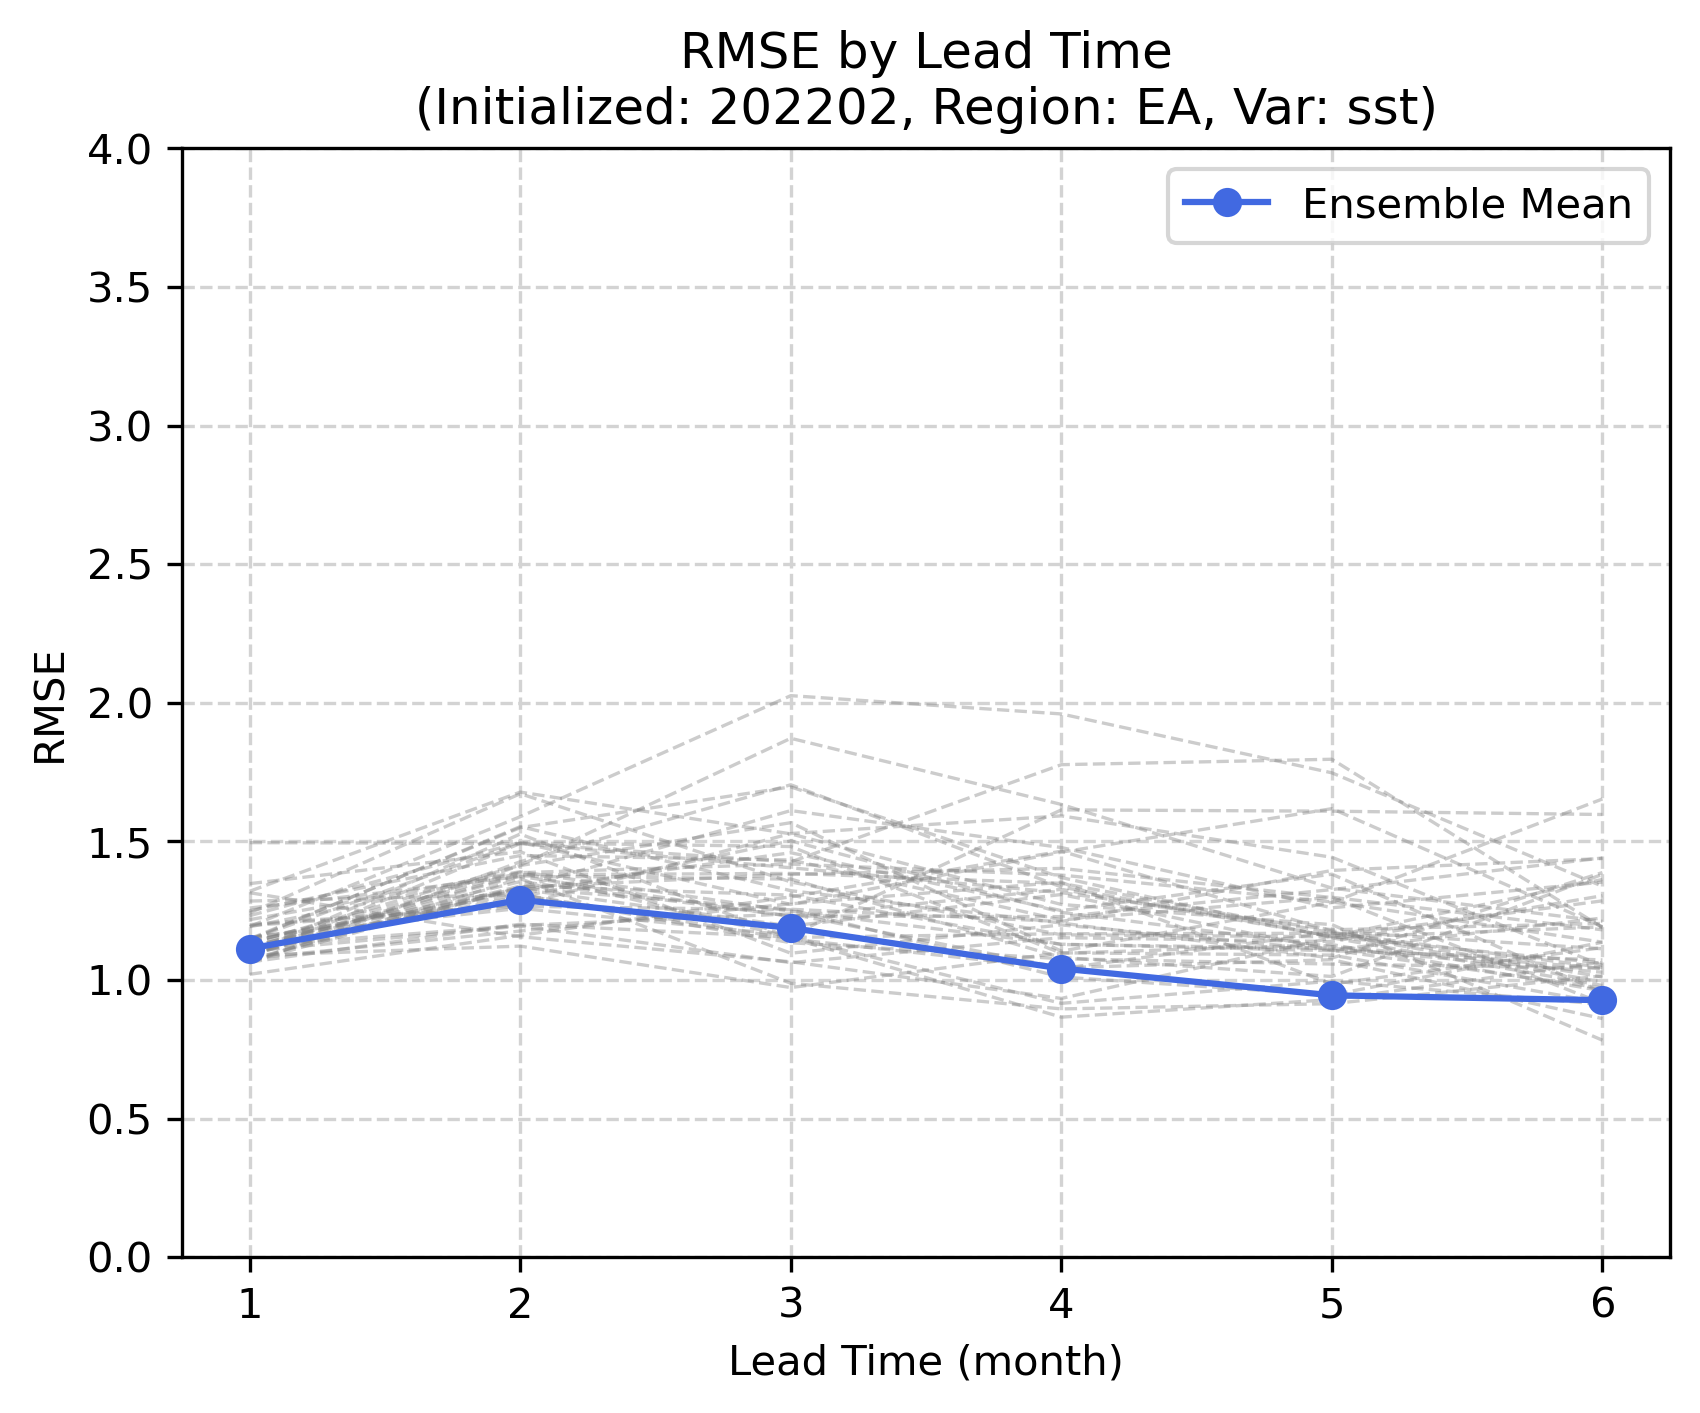 RMSE by Lead Time
(Initialized: 202202, Region: EA, Var: sst)
Ensemble Mean
RMSE
4.0
3.5
3.0
2.5
2.0
1.5
1.0
0.5
0.0
1 2 3 4 5 6
Lead Time (month)